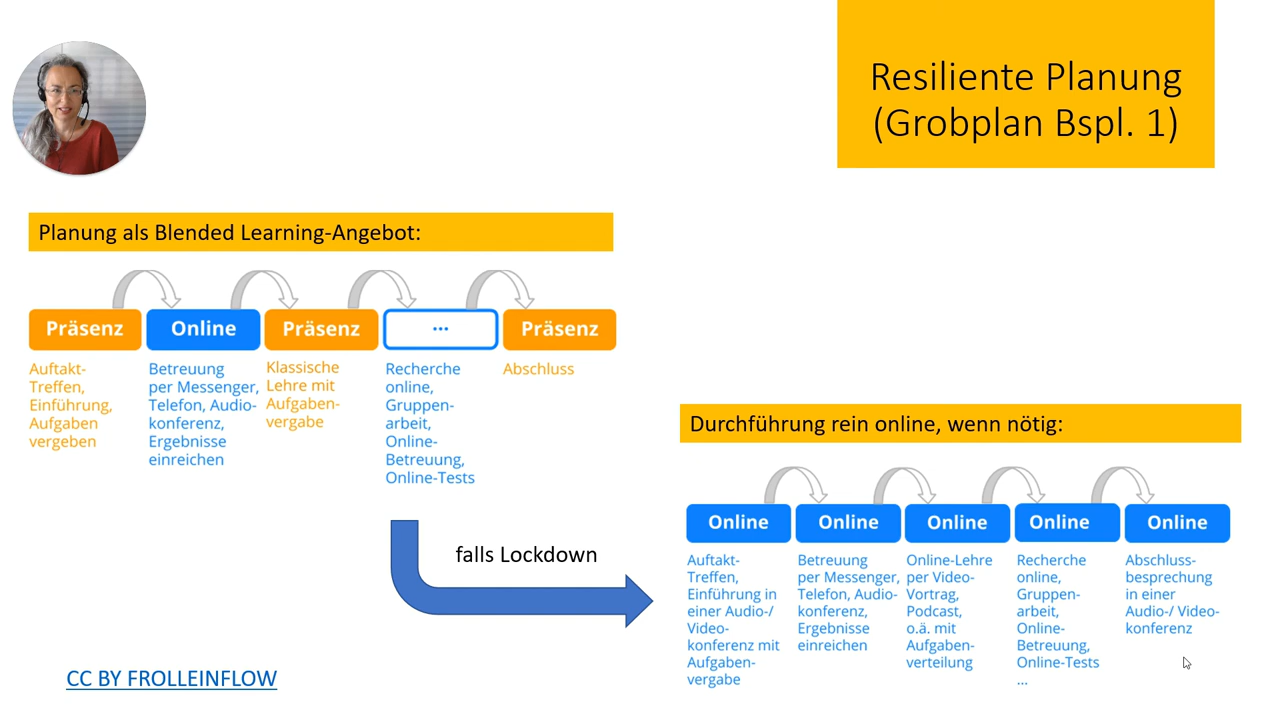 Resiliente Planung
(Grobplan Bspl. 1)
Planung als Blended Learning-Angebot:
Präsenz
Online
Präsenz
...
Präsenz
Auftakt-
Treffen,
Einführung,
Aufgaben
vergeben
Betreuung
per Messenger,
Telefon, Audio-
konferenz,
Ergebnisse
einreichen
Klassische
Lehre mit
Aufgaben-
vergabe
Recherche
online,
Gruppen-
arbeit,
Online-
Betreuung,
Online-Tests
Abschluss
falls Lockdown
Durchführung rein online, wenn nötig:
Online
Online
Online
Online
Online
Auftakt-
Treffen,
Einführung in
einer Audio-/
Video-
konferenz mit
Aufgaben-
vergabe
Betreuung
per Messenger,
Telefon, Audio-
konferenz,
Ergebnisse
einreichen
Online-Lehre
per Video-
Vortrag,
Podcast,
o.ä. mit
Aufgaben-
verteilung
Recherche
online,
Gruppen-
arbeit,
Online-
Betreuung,
Online-Tests
...
Abschluss-
besprechung
in einer
Audio-/ Video-
konferenz
CC BY FROLLEINFLOW